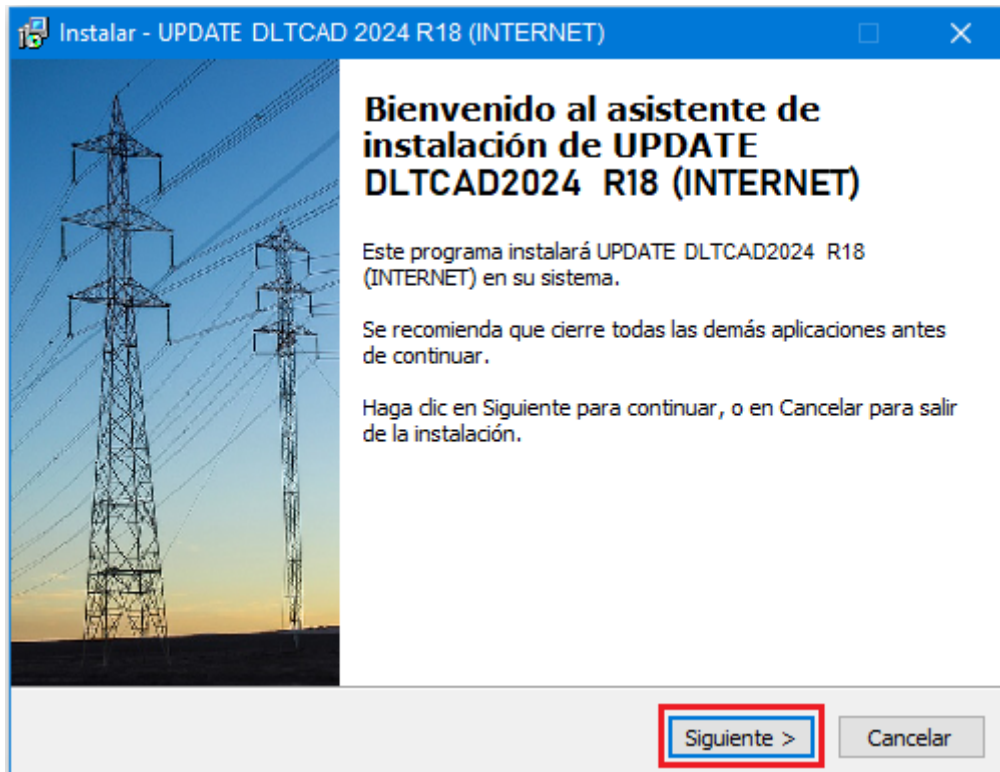 Instalar - UPDATE DLTCAD 2024 R18 (INTERNET)
Bienvenido al asistente de
instalación de UPDATE
DLTCAD2024 R18 (INTERNET)
Este programa instalará UPDATE DLTCAD2024 R18
(INTERNET) en su sistema.
Se recomienda que cierre todas las demás aplicaciones antes
de continuar.
Haga clic en Siguiente para continuar, o en Cancelar para salir
de la instalación.
Siguiente >
Cancelar